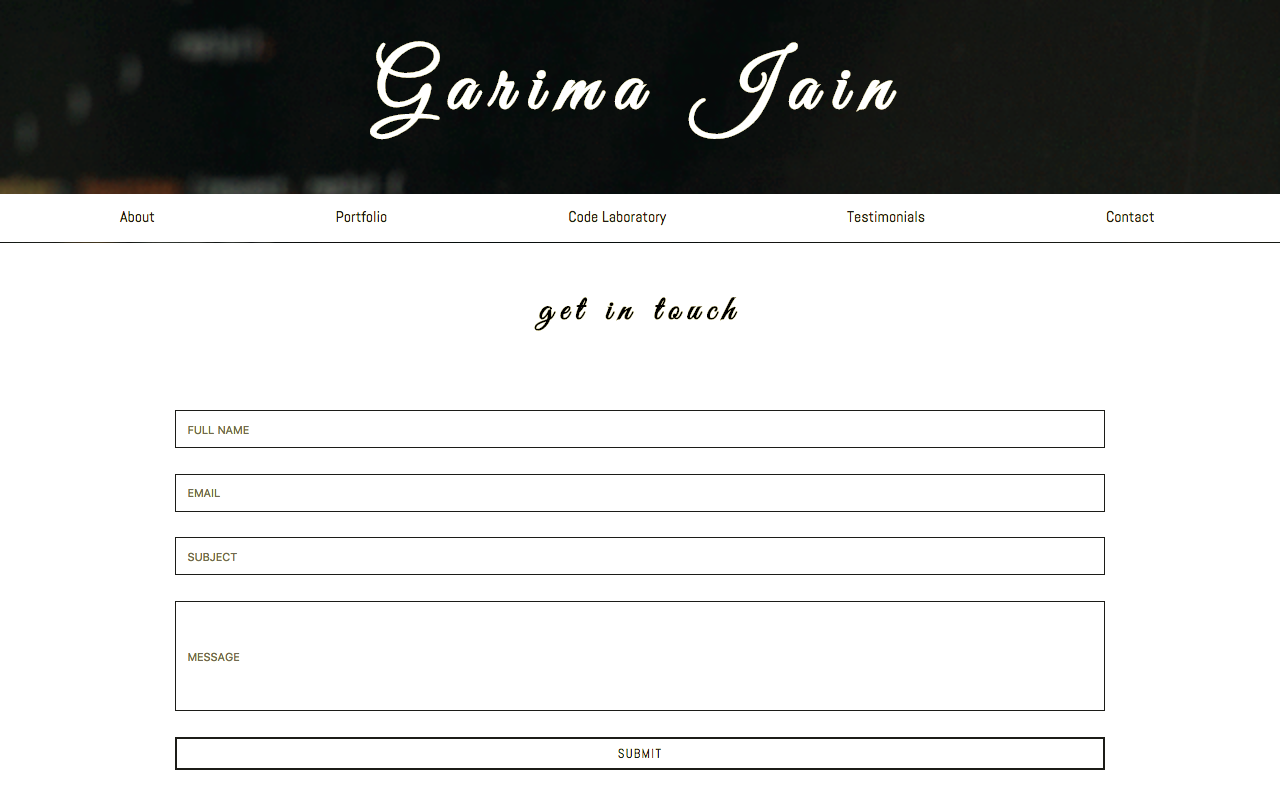 Garima Jain
About Portfolio Code Laboratory Testimonials Contact
get in touch
FULL NAME
EMAIL
SUBJECT
MESSAGE
SUBMIT